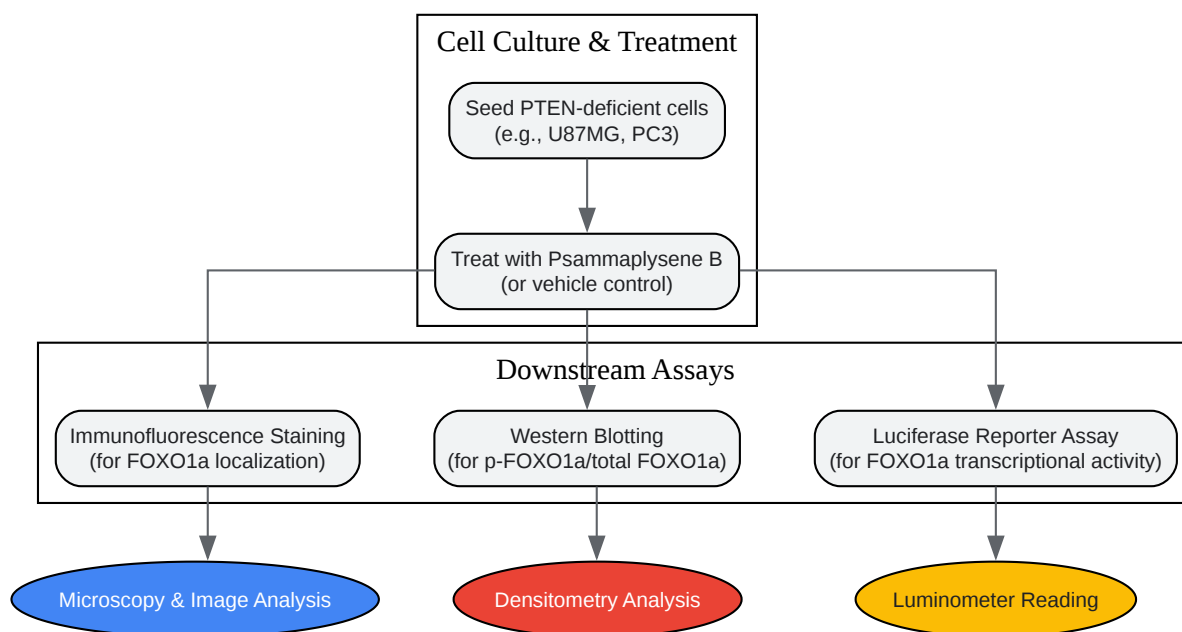 Cell Culture & Treatment
Seed PTEN-deficient cells
(e.g., U87MG, PC3)
Treat with Psammaplysene B
(or vehicle control)
Downstream Assays
Immunofluorescence Staining
(for FOXO1a localization)
Western Blotting
(for p-FOXO1a/total FOXO1a)
Luciferase Reporter Assay
(for FOXO1a transcriptional activity)
Microscopy & Image Analysis
Densitometry Analysis
Luminometer Reading